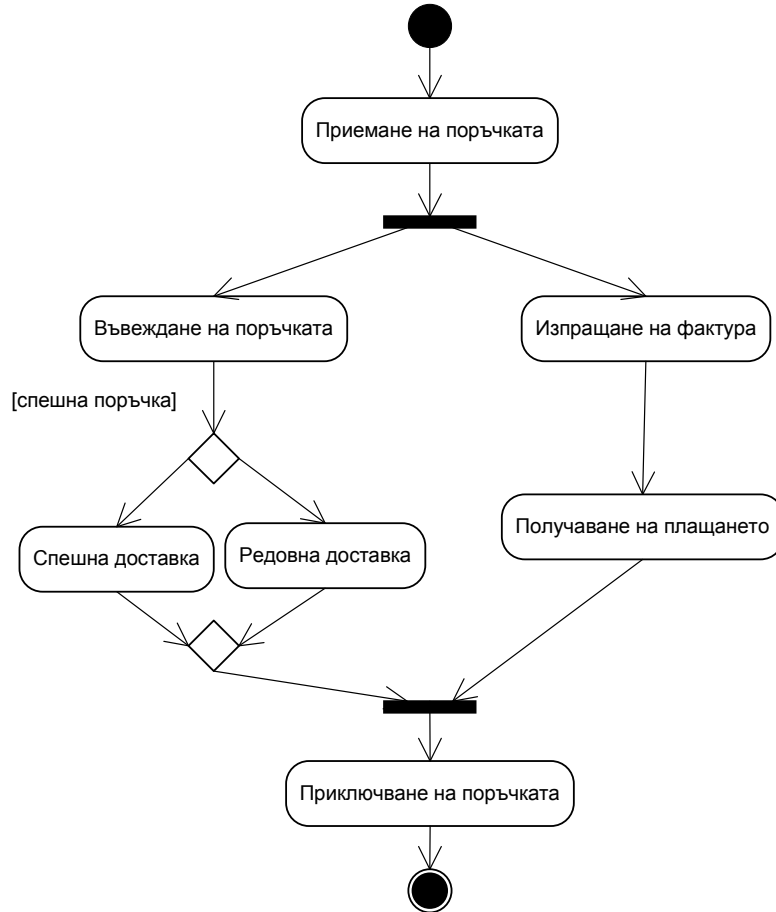 Приемане на поръчката
Въвеждане на поръчката
Изпращане на фактура
[спешна поръчка]
Спешна доставка
Редовна доставка
Получаване на плащането
Приключване на поръчката